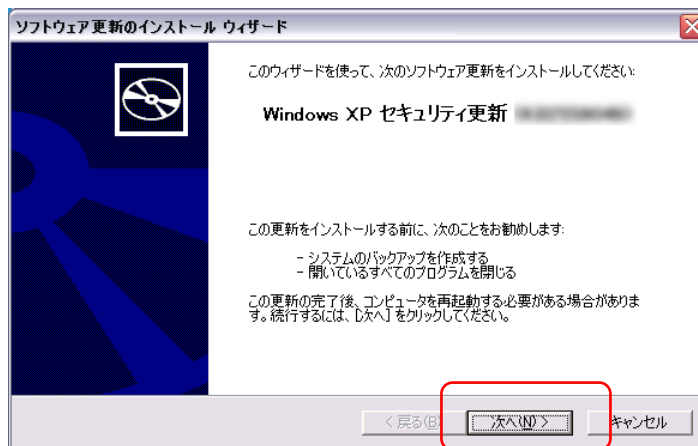 ソフトウェア更新のインストール ウィザード
このウィザードを使って、次のソフトウェア更新をインストールしてください:
Windows XP セキュリティ更新
この更新をインストールする前に、次のことをお勧めします:
- システムのバックアップを作成する
- 開いているすべてのプログラムを閉じる
この更新の完了後、コンピュータを再起動する必要がある場合がありま
す。続行するには、[次へ] をクリックしてください。
< 戻る(B) 次へ(N) > キャンセル